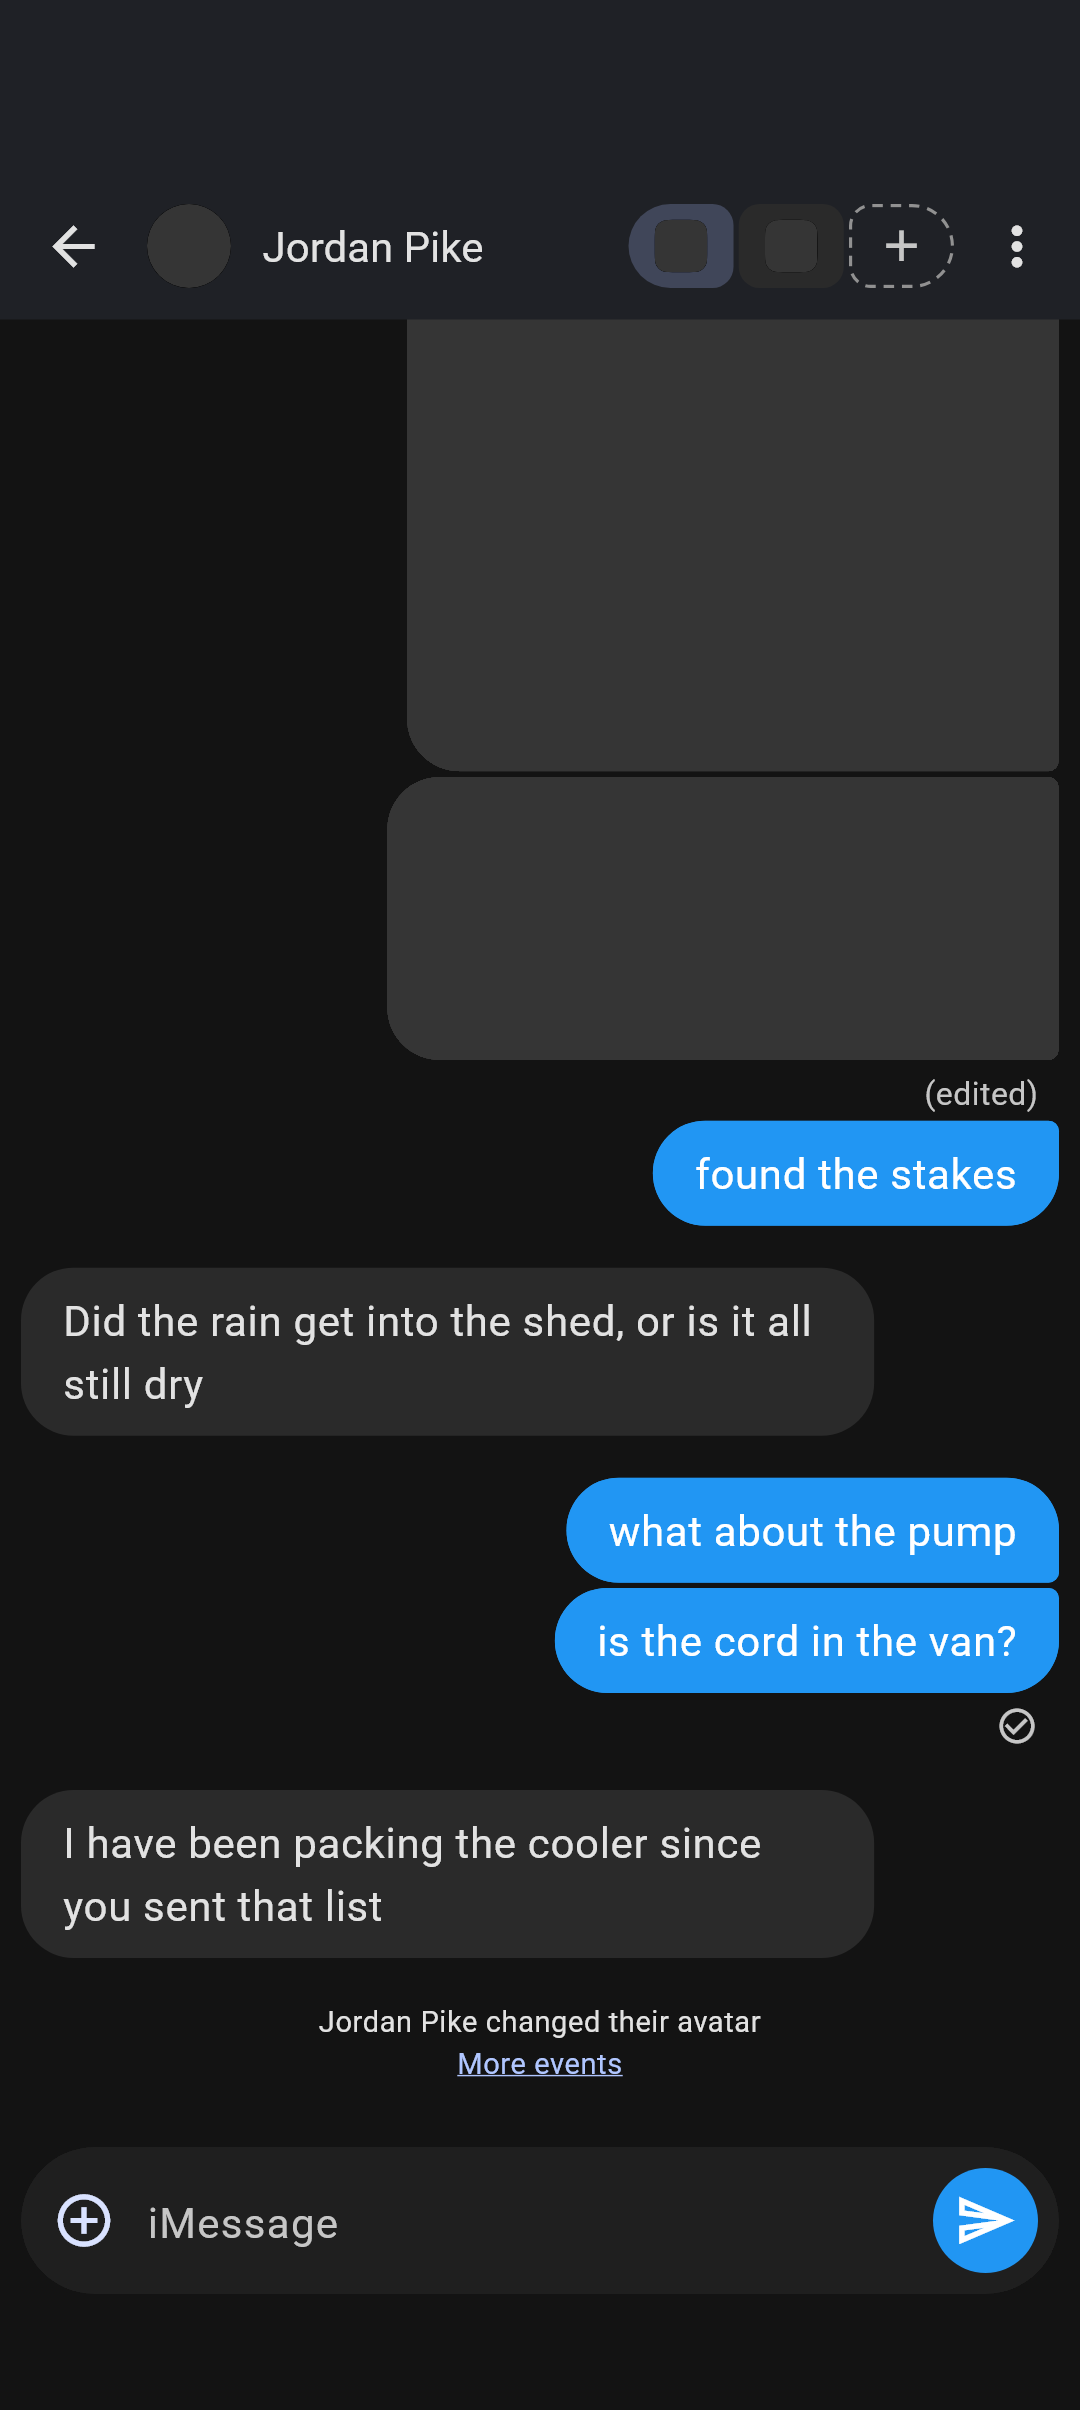 Jordan Pike
(edited)
found the stakes
Did the rain get into the shed, or is it all
still dry
what about the pump
is the cord in the van?
I have been packing the cooler since
you sent that list
Jordan Pike changed their avatar
More events
iMessage